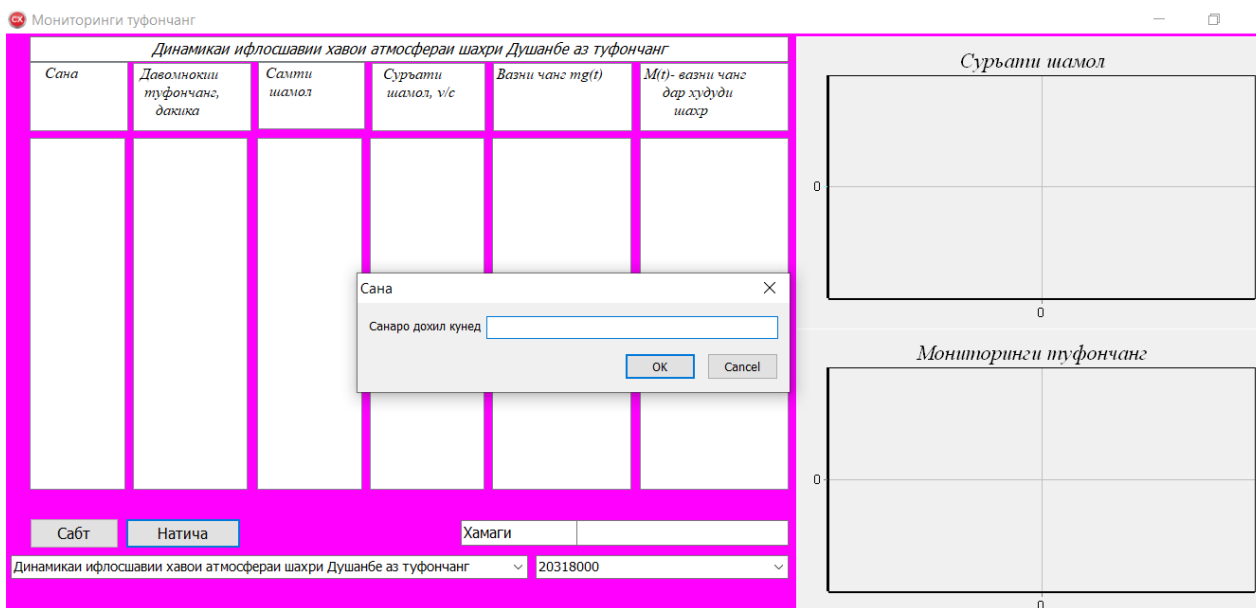 CX Мониторинги туфончанг
Динамикаи ифлосшавии хавои атмосфераи шахри Душанбе аз туфончанг
Сана
Давомнокии
туфончанг,
дакика
Самти
шамол
Суръати
шамол, v/c
Вазни чанг mg(t)
M(t)- вазни чанг
дар худуди
шахр
Сана
Санаро дохил кунед
OK
Cancel
Сабт
Натича
Хамаги
Динамикаи ифлосшавии хавои атмосфераи шахри Душанбе аз туфончанг
20318000
Суръати шамол
0
0
Мониторинги туфончанг
0
0